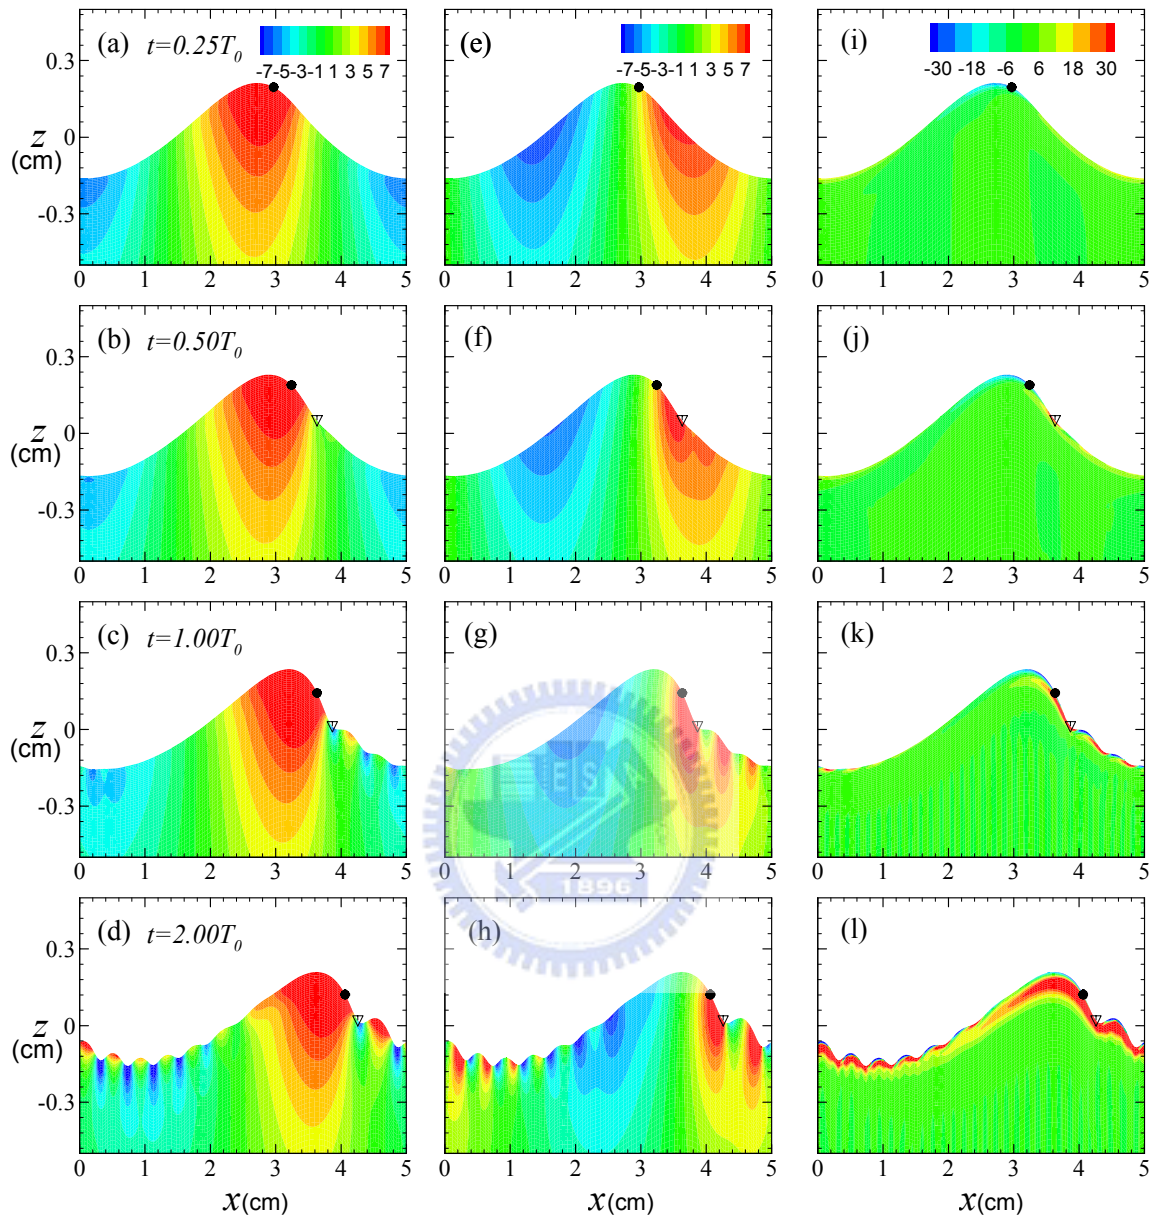 (a) t=0.25T₀
-7-5-3-1 1 3 5 7
(e)
-7-5-3-1 1 3 5 7
(i)
-30 -18 -6 6 18 30
0.3
0
-0.3
z
(cm)
0 1 2 3 4 5
0 1 2 3 4 5
0 1 2 3 4 5
(b) t=0.50T₀
(f)
(j)
0.3
0
-0.3
z
(cm)
0 1 2 3 4 5
0 1 2 3 4 5
0 1 2 3 4 5
(c) t=1.00T₀
(g)
(k)
0.3
0
-0.3
z
(cm)
ESA
1896
0 1 2 3 4 5
0 1 2 3 4 5
0 1 2 3 4 5
(d) t=2.00T₀
(h)
(l)
0.3
0
-0.3
z
(cm)
0 1 2 3 4 5
0 1 2 3 4 5
0 1 2 3 4 5
x(cm)
x(cm)
x(cm)